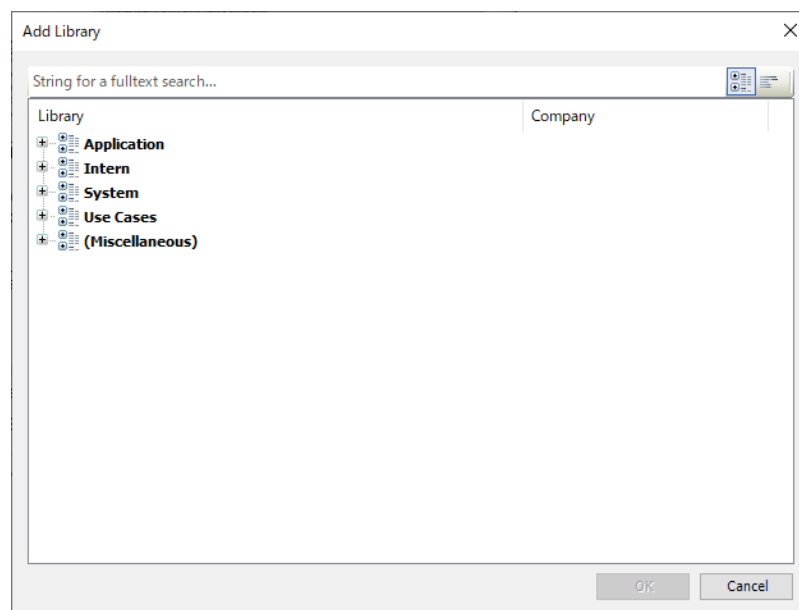 Add Library
String for a fulltext search...
Library Company
Application
Intern
System
Use Cases
(Miscellaneous)
OK Cancel